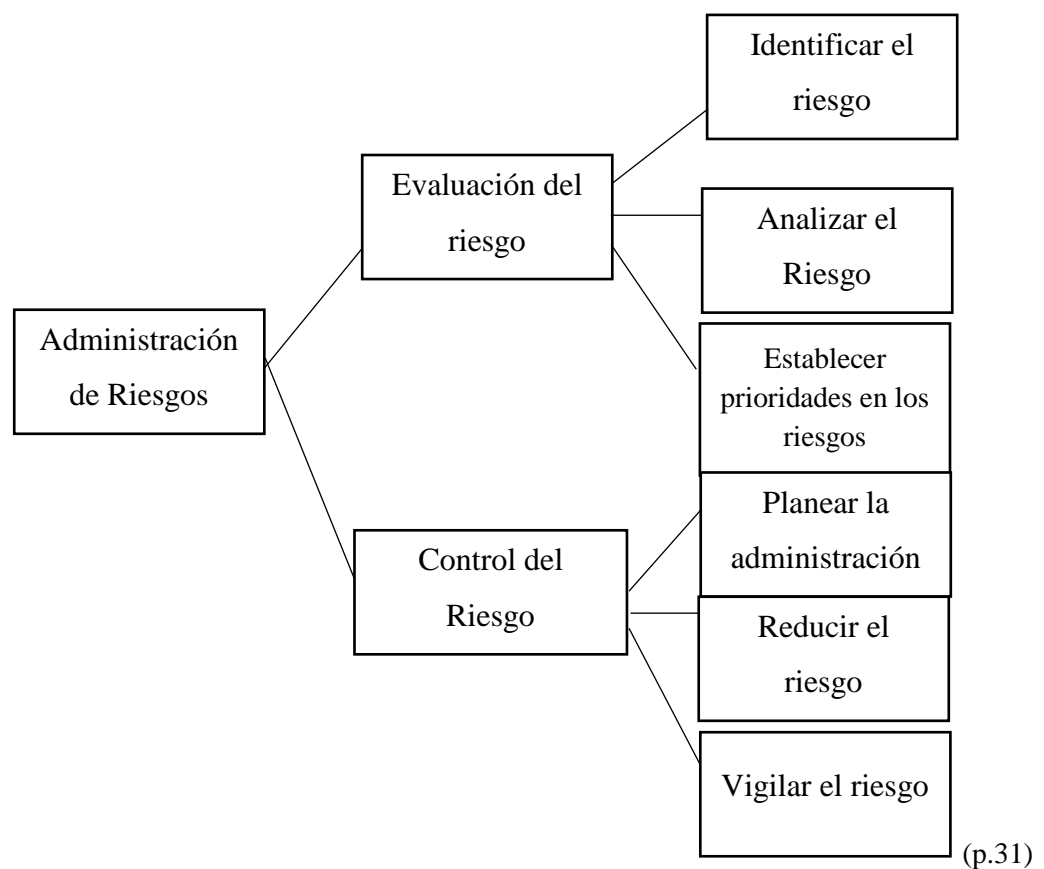 Identificar el
riesgo
Evaluación del
riesgo
Analizar el
Riesgo
Administración
de Riesgos
Establecer
prioridades en los
riesgos
Planear la
administración
Control del
Riesgo
Reducir el
riesgo
Vigilar el riesgo
(p.31)